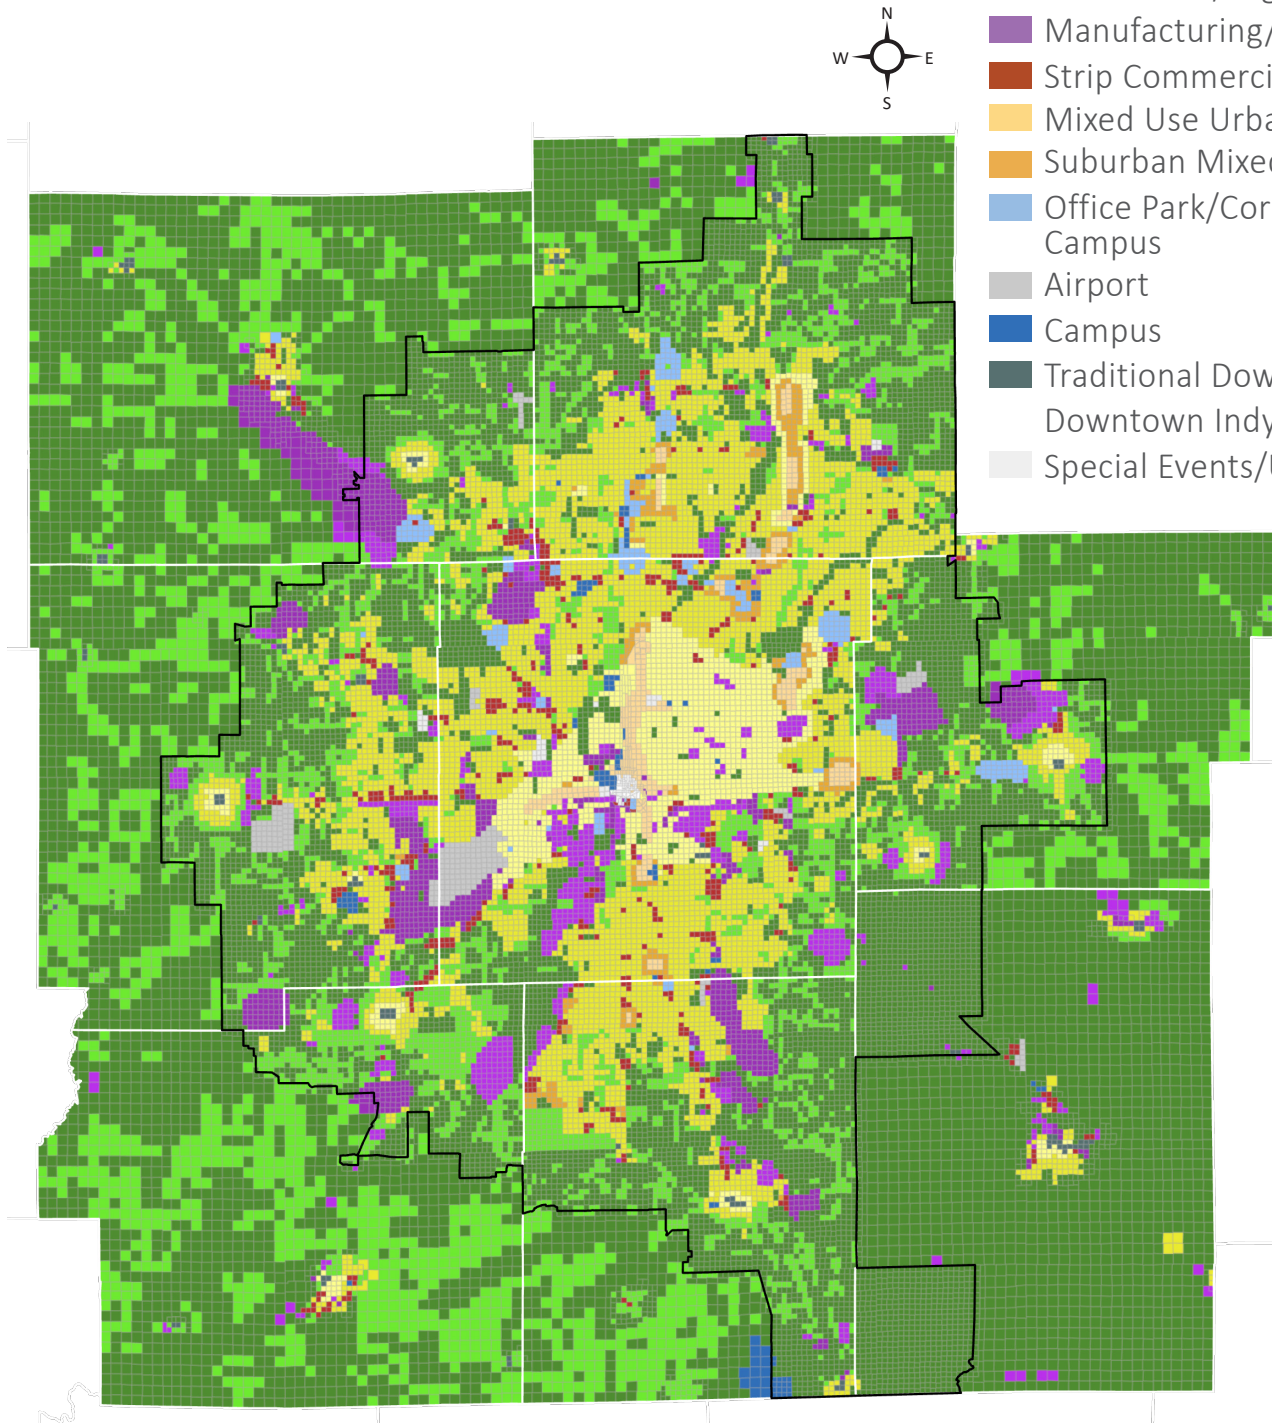 N
W E
S
Manufacturing/
Strip Commerci
Mixed Use Urba
Suburban Mixed
Office Park/Cor
Campus
Airport
Campus
Traditional Dow
Downtown Indy
Special Events/U